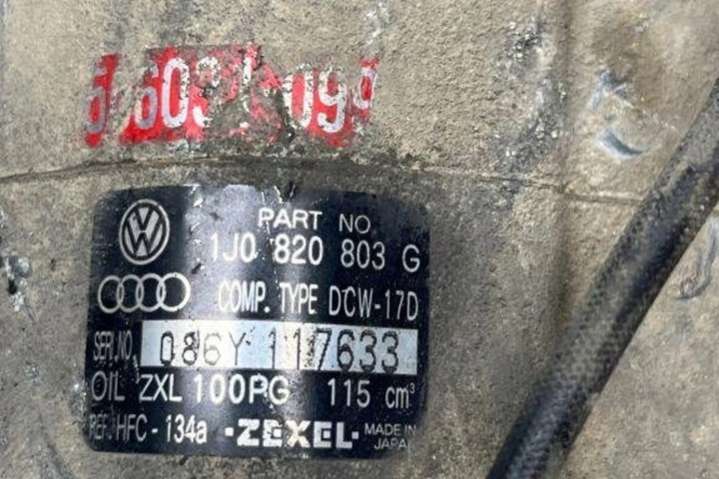 PART NO
1J0 820 803 G
COMP. TYPE DCW-17D
SERI.NO. 086Y 117633
OIL ZXL 100PG 115 cm³
REF. HFC - 134a ·ZEXEL· MADE IN JAPAN